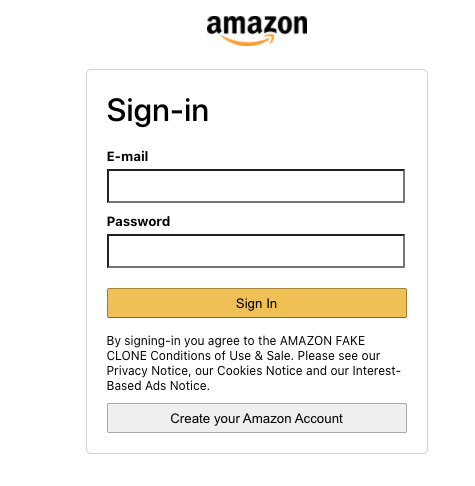 amazon
Sign-in
E-mail
Password
Sign In
By signing-in you agree to the AMAZON FAKE
CLONE Conditions of Use & Sale. Please see our
Privacy Notice, our Cookies Notice and our Interest-
Based Ads Notice.
Create your Amazon Account